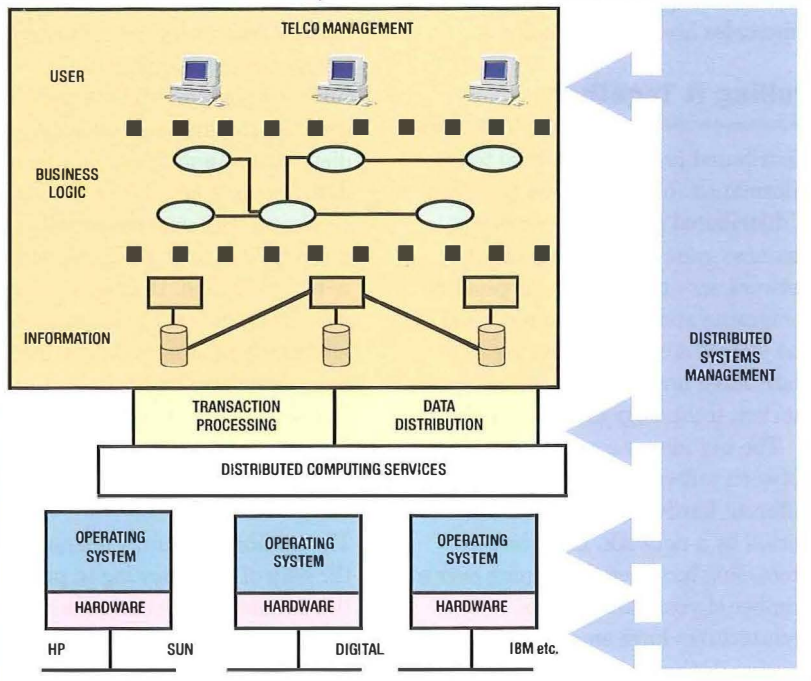 TELCO MANAGEMENT
USER
BUSINESS
LOGIC
INFORMATION
DISTRIBUTED
SYSTEMS
MANAGEMENT
TRANSACTION
PROCESSING
DATA
DISTRIBUTION
DISTRIBUTED COMPUTING SERVICES
OPERATING
SYSTEM
HARDWARE
OPERATING
SYSTEM
HARDWARE
OPERATING
SYSTEM
HARDWARE
HP
SUN
DIGITAL
IBM etc.